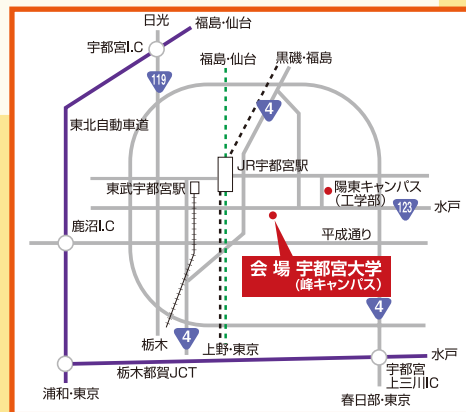 日光
福島・仙台
宇都宮I.C
福島・仙台
黒磯・福島
119
4
東北自動車道
JR宇都宮駅
東武宇都宮駅
陽東キャンパス
(工学部)
123
水戸
鹿沼I.C
平成通り
会 場 宇都宮大学
(峰キャンパス)
4
4
栃木
上野・東京
水戸
栃木都賀JCT
宇都宮
上三川IC
浦和・東京
春日部・東京